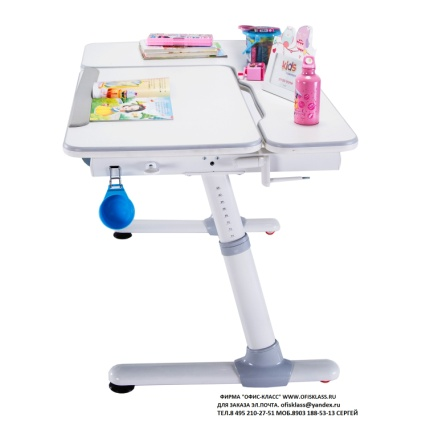 kids
ФИРМА "ОФИС-КЛАСС" WWW.OFISKLASS.RU
ДЛЯ ЗАКАЗА ЭЛ.ПОЧТА. ofisklass@yandex.ru
ТЕЛ.8 495 210-27-51 МОБ.8903 188-53-13 СЕРГЕЙ